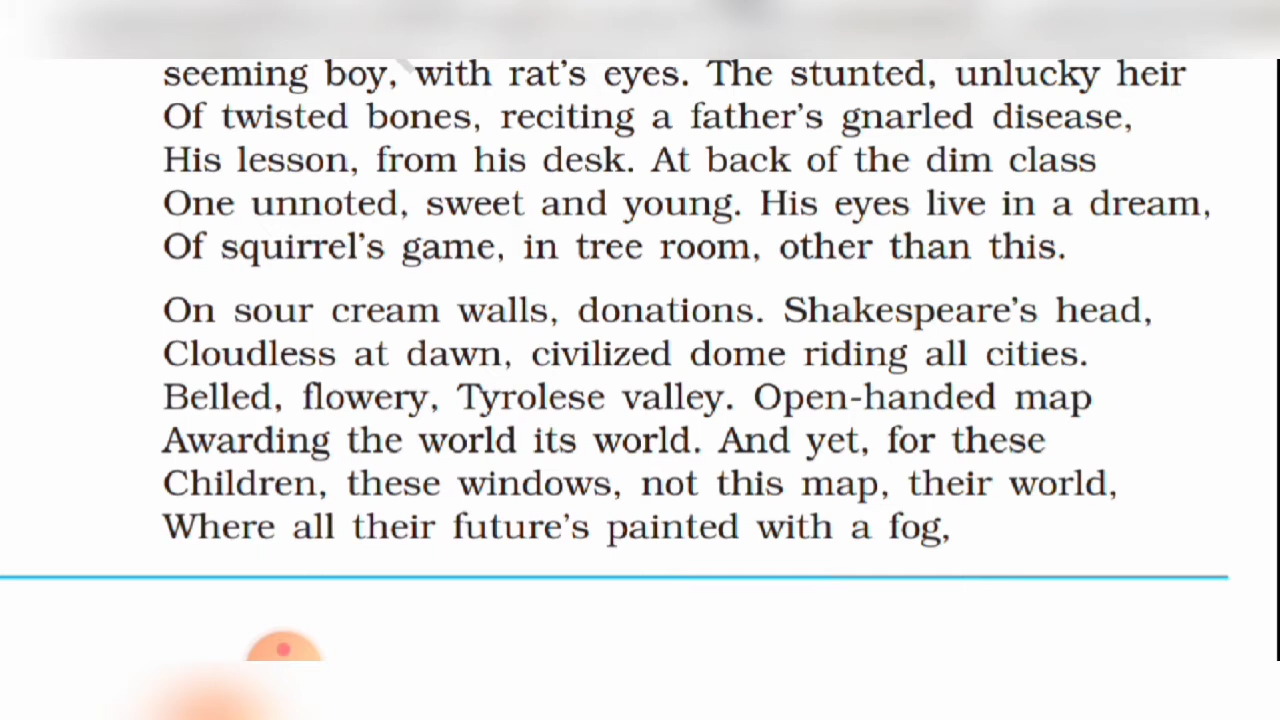 seeming boy, with rat's eyes. The stunted, unlucky heir
Of twisted bones, reciting a father's gnarled disease,
His lesson, from his desk. At back of the dim class
One unnoted, sweet and young. His eyes live in a dream,
Of squirrel's game, in tree room, other than this.
On sour cream walls, donations. Shakespeare's head,
Cloudless at dawn, civilized dome riding all cities.
Belled, flowery, Tyrolese valley. Open-handed map
Awarding the world its world. And yet, for these
Children, these windows, not this map, their world,
Where all their future's painted with a fog,